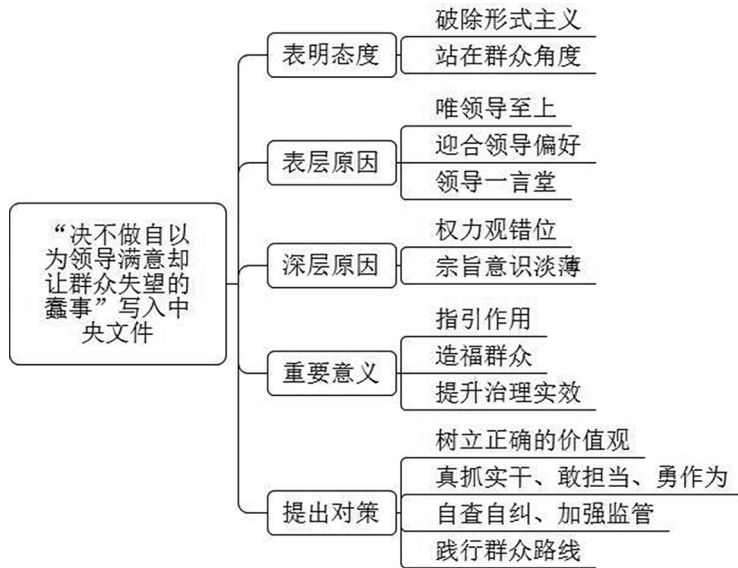 “决不做自以
为领导满意却
让群众失望的
蠢事”写入中
央文件
表明态度
破除形式主义
站在群众角度
表层原因
唯领导至上
迎合领导偏好
领导一言堂
深层原因
权力观错位
宗旨意识淡薄
重要意义
指引作用
造福群众
提升治理实效
提出对策
树立正确的价值观
真抓实干、敢担当、勇作为
自查自纠、加强监管
践行群众路线